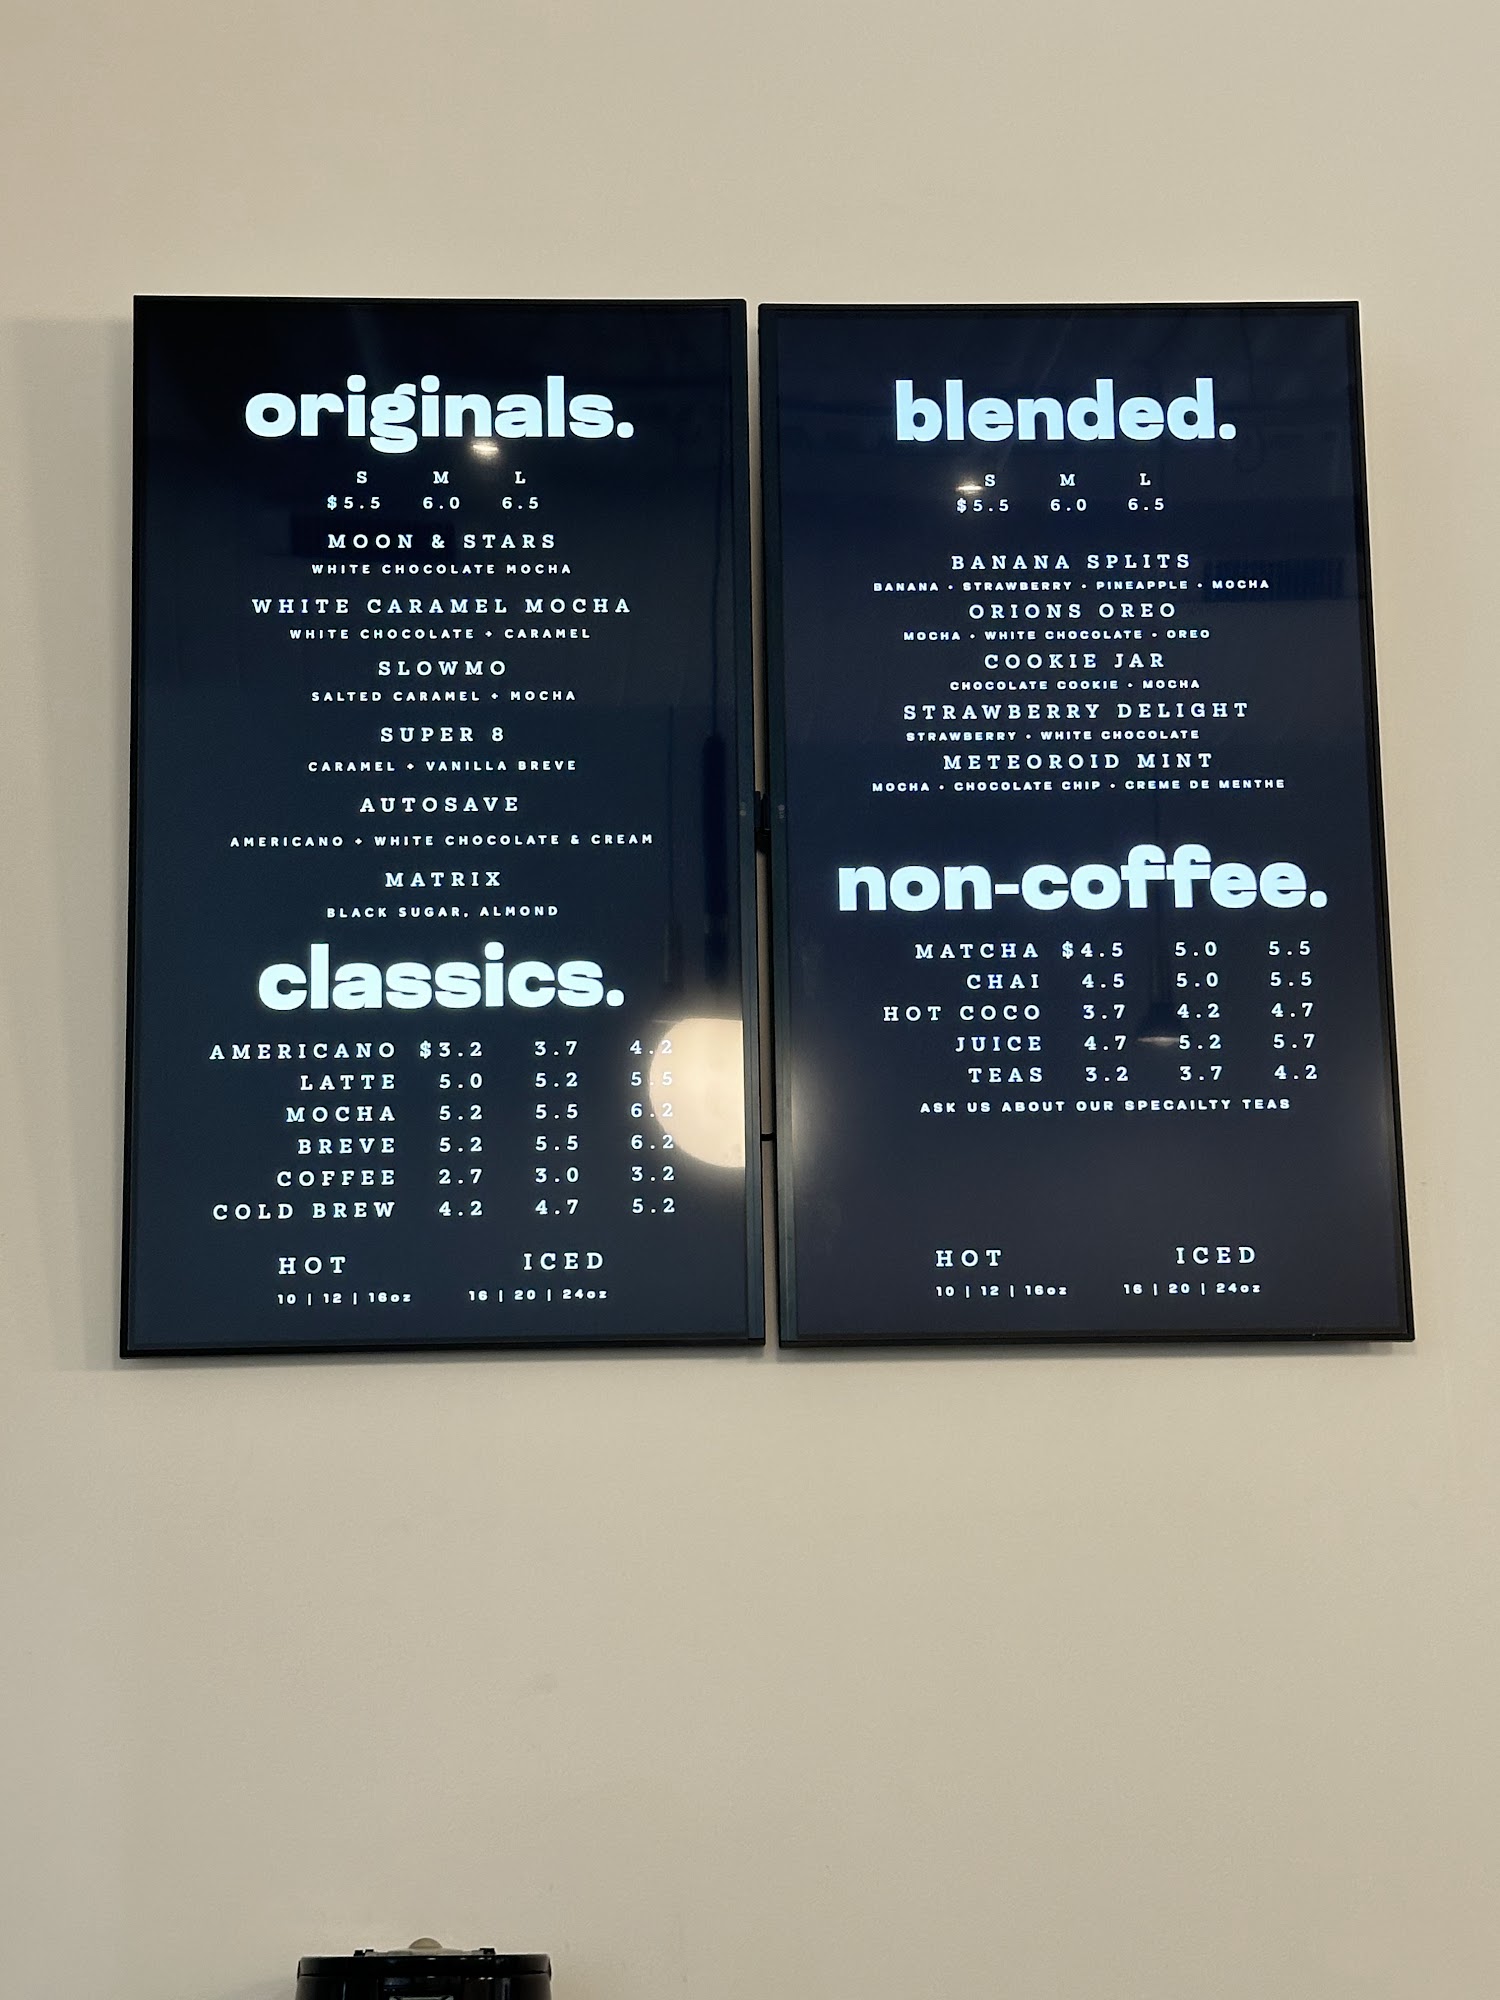 originals.
S M L
$5.5 6.0 6.5
MOON & STARS
WHITE CHOCOLATE MOCHA
WHITE CARAMEL MOCHA
WHITE CHOCOLATE + CARAMEL
SLOWMO
SALTED CARAMEL + MOCHA
SUPER 8
CARAMEL + VANILLA BREVE
AUTOSAVE
AMERICANO + WHITE CHOCOLATE & CREAM
MATRIX
BLACK SUGAR, ALMOND
classics.
AMERICANO $3.2 3.7 4.2
LATTE 5.0 5.2 5.5
MOCHA 5.2 5.5 6.2
BREVE 5.2 5.5 6.2
COFFEE 2.7 3.0 3.2
COLD BREW 4.2 4.7 5.2
HOT ICED
10 | 12 | 16oz 16 | 20 | 24oz
blended.
S M L
$5.5 6.0 6.5
BANANA SPLITS
BANANA • STRAWBERRY • PINEAPPLE • MOCHA
ORIONS OREO
MOCHA • WHITE CHOCOLATE • OREO
COOKIE JAR
CHOCOLATE COOKIE • MOCHA
STRAWBERRY DELIGHT
STRAWBERRY • WHITE CHOCOLATE
METEOROID MINT
MOCHA • CHOCOLATE CHIP • CREME DE MENTHE
non-coffee.
MATCHA $4.5 5.0 5.5
CHAI 4.5 5.0 5.5
HOT COCO 3.7 4.2 4.7
JUICE 4.7 5.2 5.7
TEAS 3.2 3.7 4.2
ASK US ABOUT OUR SPECAILTY TEAS
HOT ICED
10 | 12 | 16oz 16 | 20 | 24oz